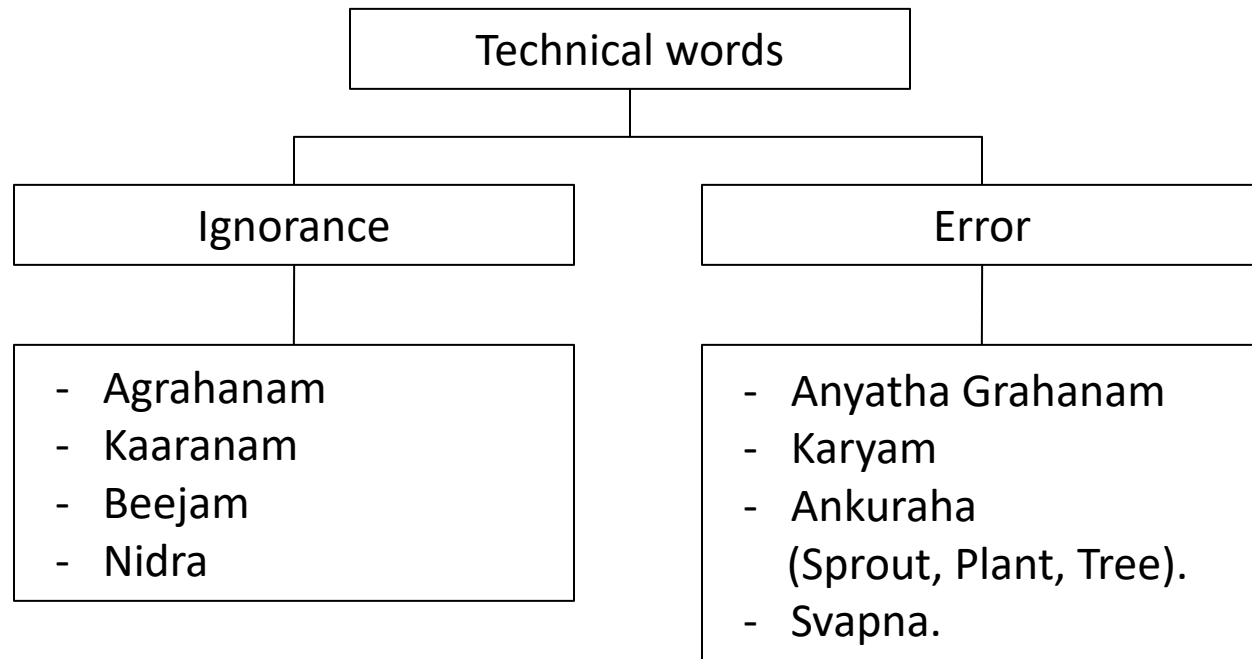 Technical words
Ignorance
Error
- Agrahanam
- Kaaranam
- Beejam
- Nidra
- Anyatha Grahanam
- Karyam
- Ankuraha
(Sprout, Plant, Tree).
- Svapna.